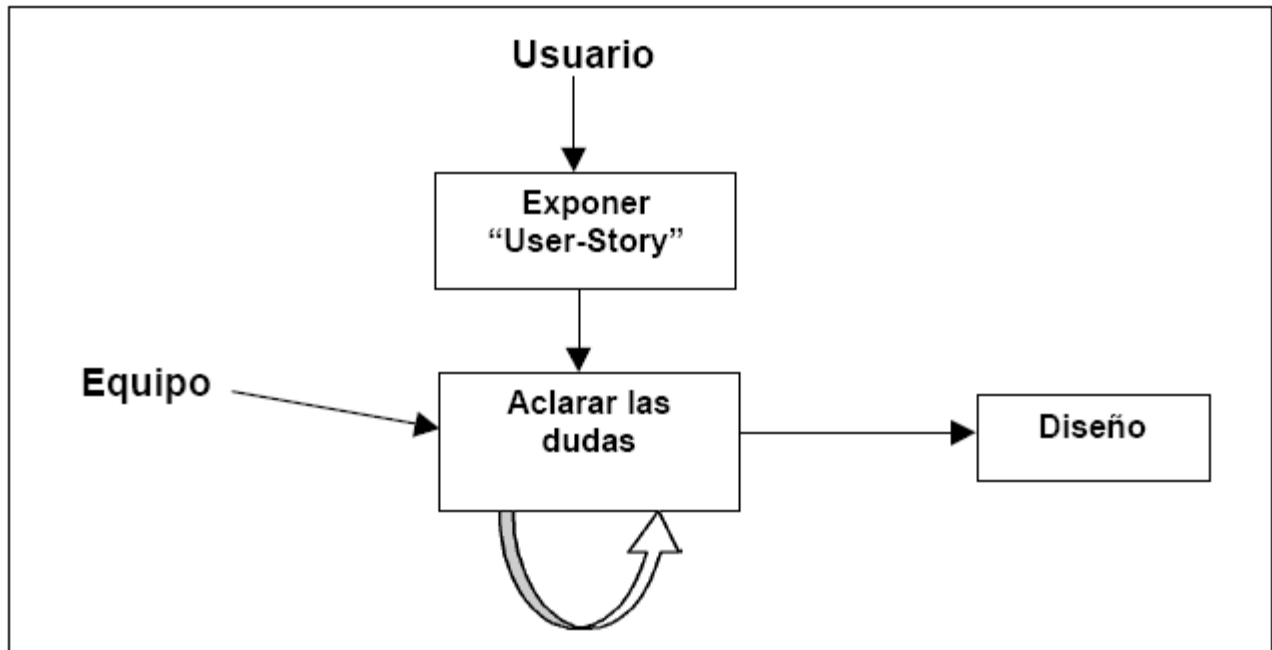 Usuario
Exponer
“User-Story”
Equipo
Aclarar las
dudas
Diseño